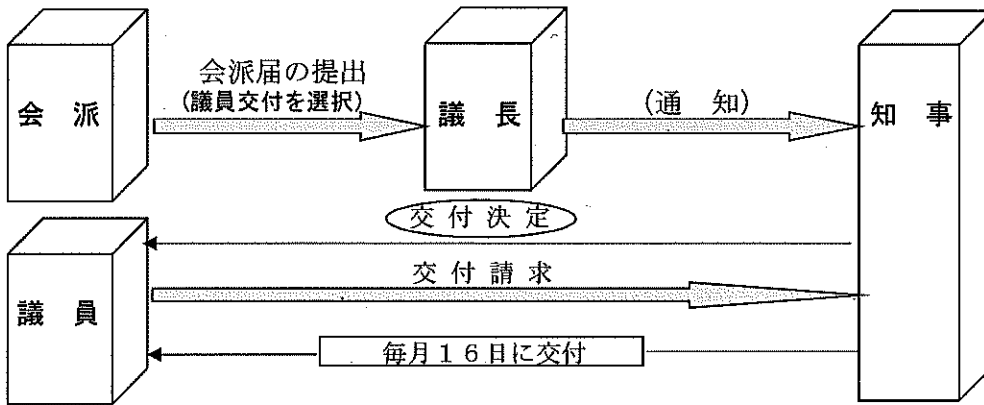 会派届の提出
(議員交付を選択)
会　派
議　長
(通　知)
知　事
交 付 決 定
議　員
交 付 請 求
毎月１６日に交付